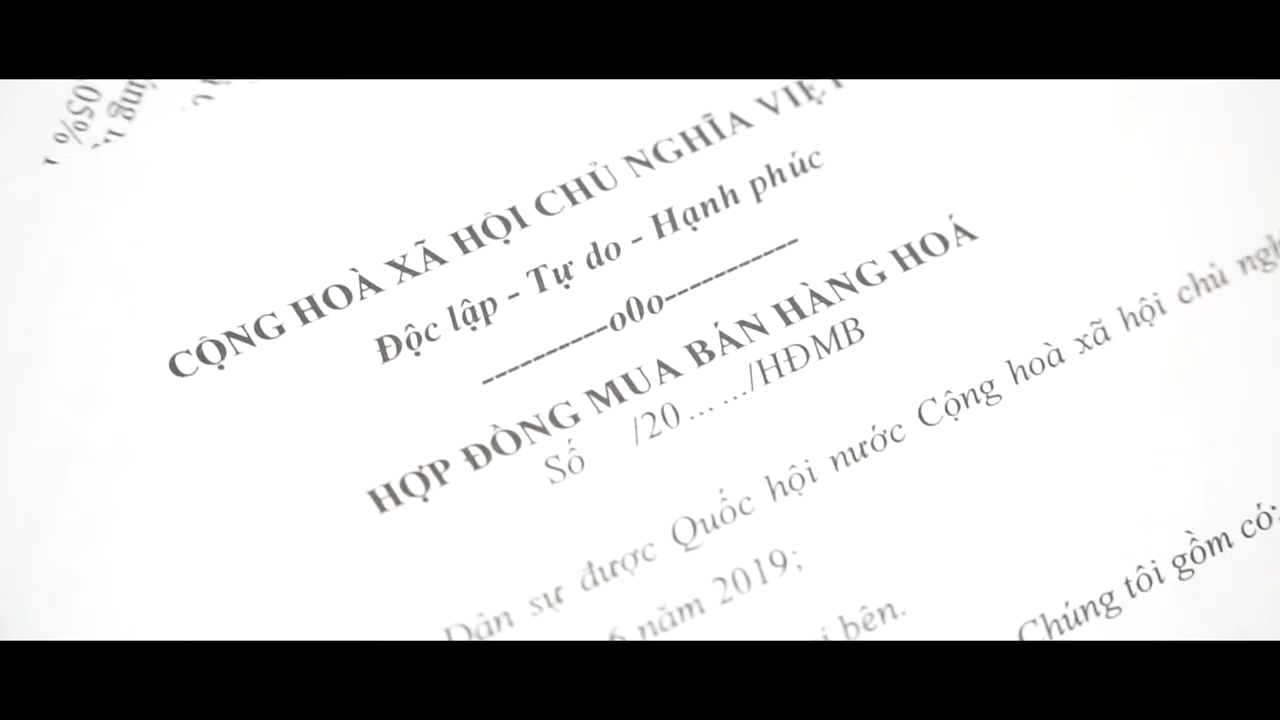 05%
CỘNG HOÀ XÃ HỘI CHỦ NGHĨA VIỆT
Độc lập - Tự do - Hạnh phúc
----------o0o-----------
HỢP ĐỒNG MUA BÁN HÀNG HOÁ
Số /20... .../HĐMB
Dân sự được Quốc hội nước Cộng hoà xã hội chủ
năm 2019;
bên.
Chúng tôi gồm có: